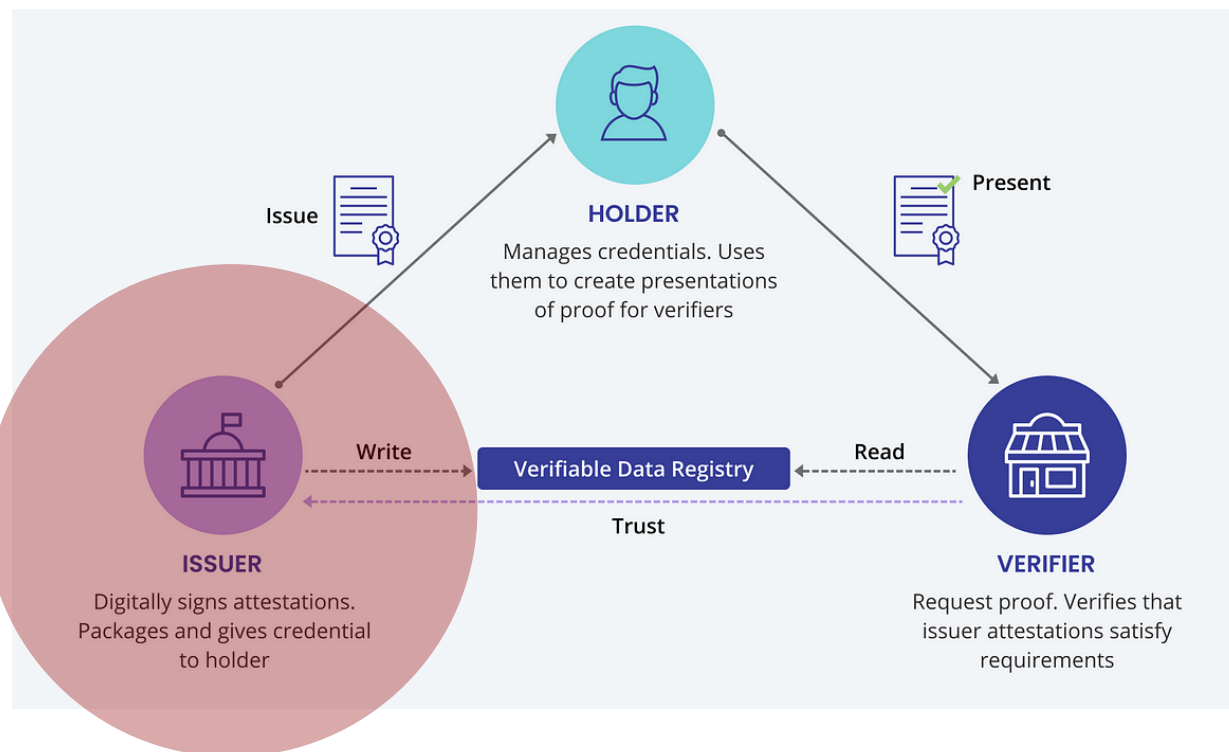 HOLDER
Manages credentials. Uses
them to create presentations
of proof for verifiers
Issue
Present
Write
Verifiable Data Registry
Read
Trust
ISSUER
Digitally signs attestations.
Packages and gives credential
to holder
VERIFIER
Request proof. Verifies that
issuer attestations satisfy
requirements